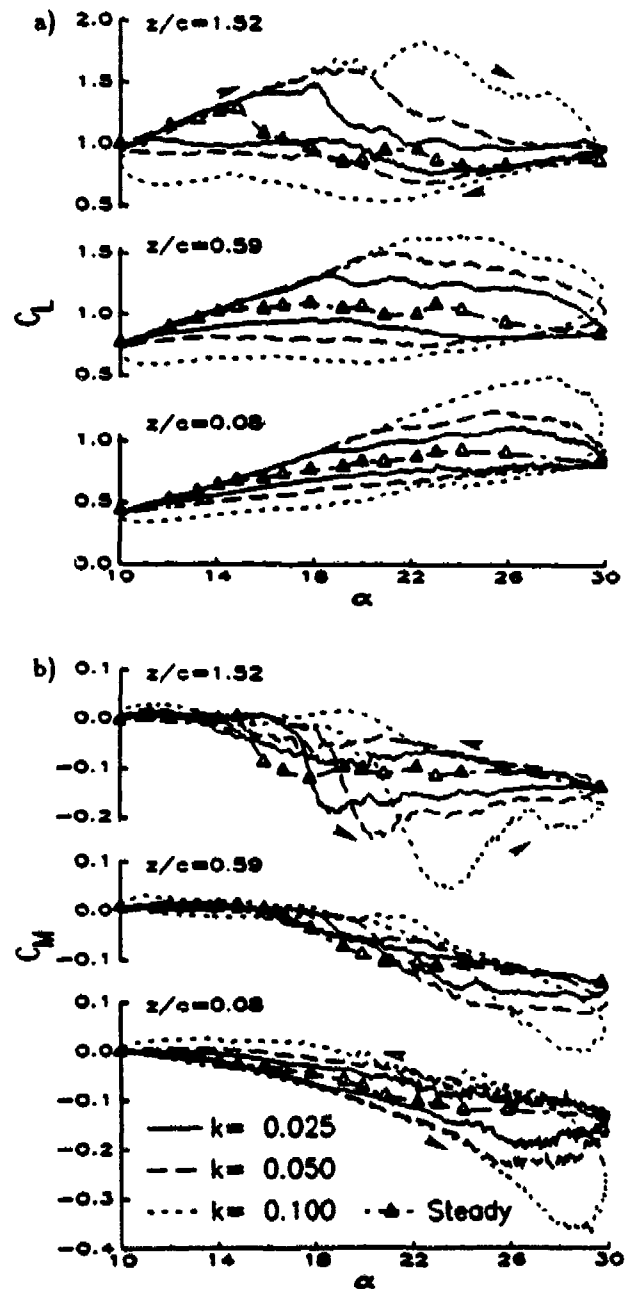 a)
z/c=1.52
2.0
1.5
1.0
0.5
z/c=0.59
1.5
1.0
0.5
C_L
z/c=0.08
1.0
0.5
0.0
10 14 18 22 26 30
α
b)
z/c=1.52
0.1
0.0
-0.1
-0.2
z/c=0.59
0.1
0.0
-0.1
C_M
z/c=0.08
0.1
0.0
-0.1
-0.2
-0.3
-0.4
k= 0.025
k= 0.050
k= 0.100
Steady
10 14 18 22 26 30
α